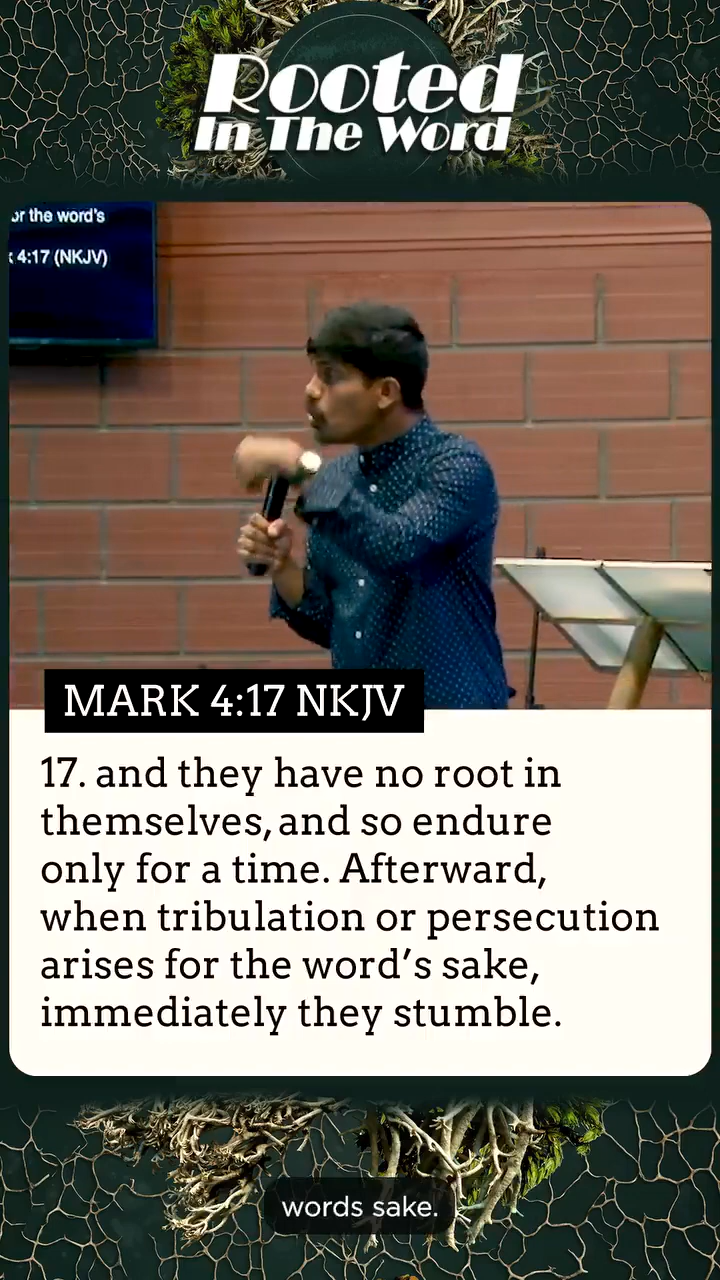 Rooted
In The Word
or the word's
4:17 (NKJV)
MARK 4:17 NKJV
17. and they have no root in
themselves, and so endure
only for a time. Afterward,
when tribulation or persecution
arises for the word’s sake,
immediately they stumble.
words sake.